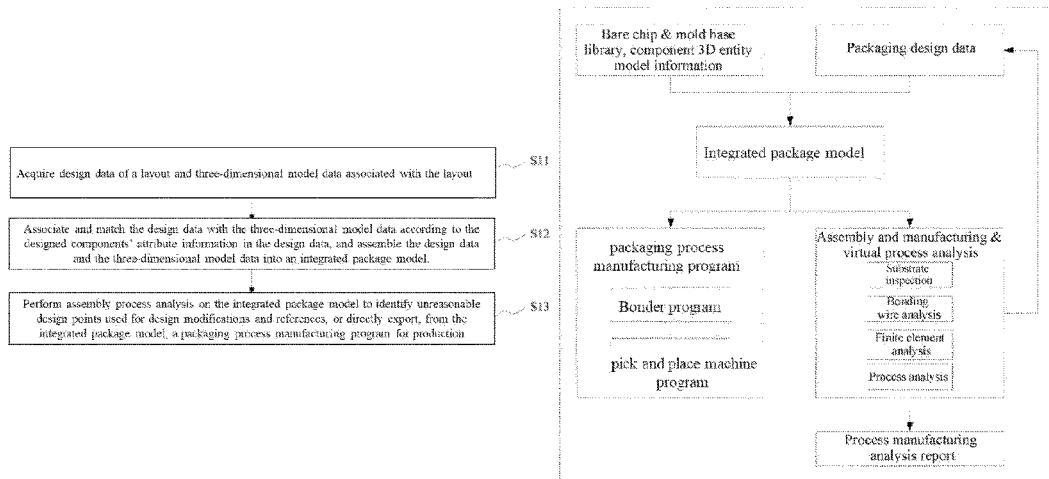 Acquire design data of a layout and three-dimensional model data associated with the layout
S11
Associate and match the design data with the three-dimensional model data according to the
designed components' attribute information in the design data, and assemble the design data
and the three-dimensional model data into an integrated package model.
S12
Perform assembly process analysis on the integrated package model to identify unreasonable
design points used for design modifications and references, or directly export, from the
integrated package model, a packaging process manufacturing program for production
S13
Bare chip & mold base
library, component 3D entity
model information
Packaging design data
Integrated package model
packaging process
manufacturing program
Bonder program
pick and place machine
program
Assembly and manufacturing &
virtual process analysis
Substrate
inspection
Bonding
wire analysis
Finite element
analysis
Process analysis
Process manufacturing
analysis report